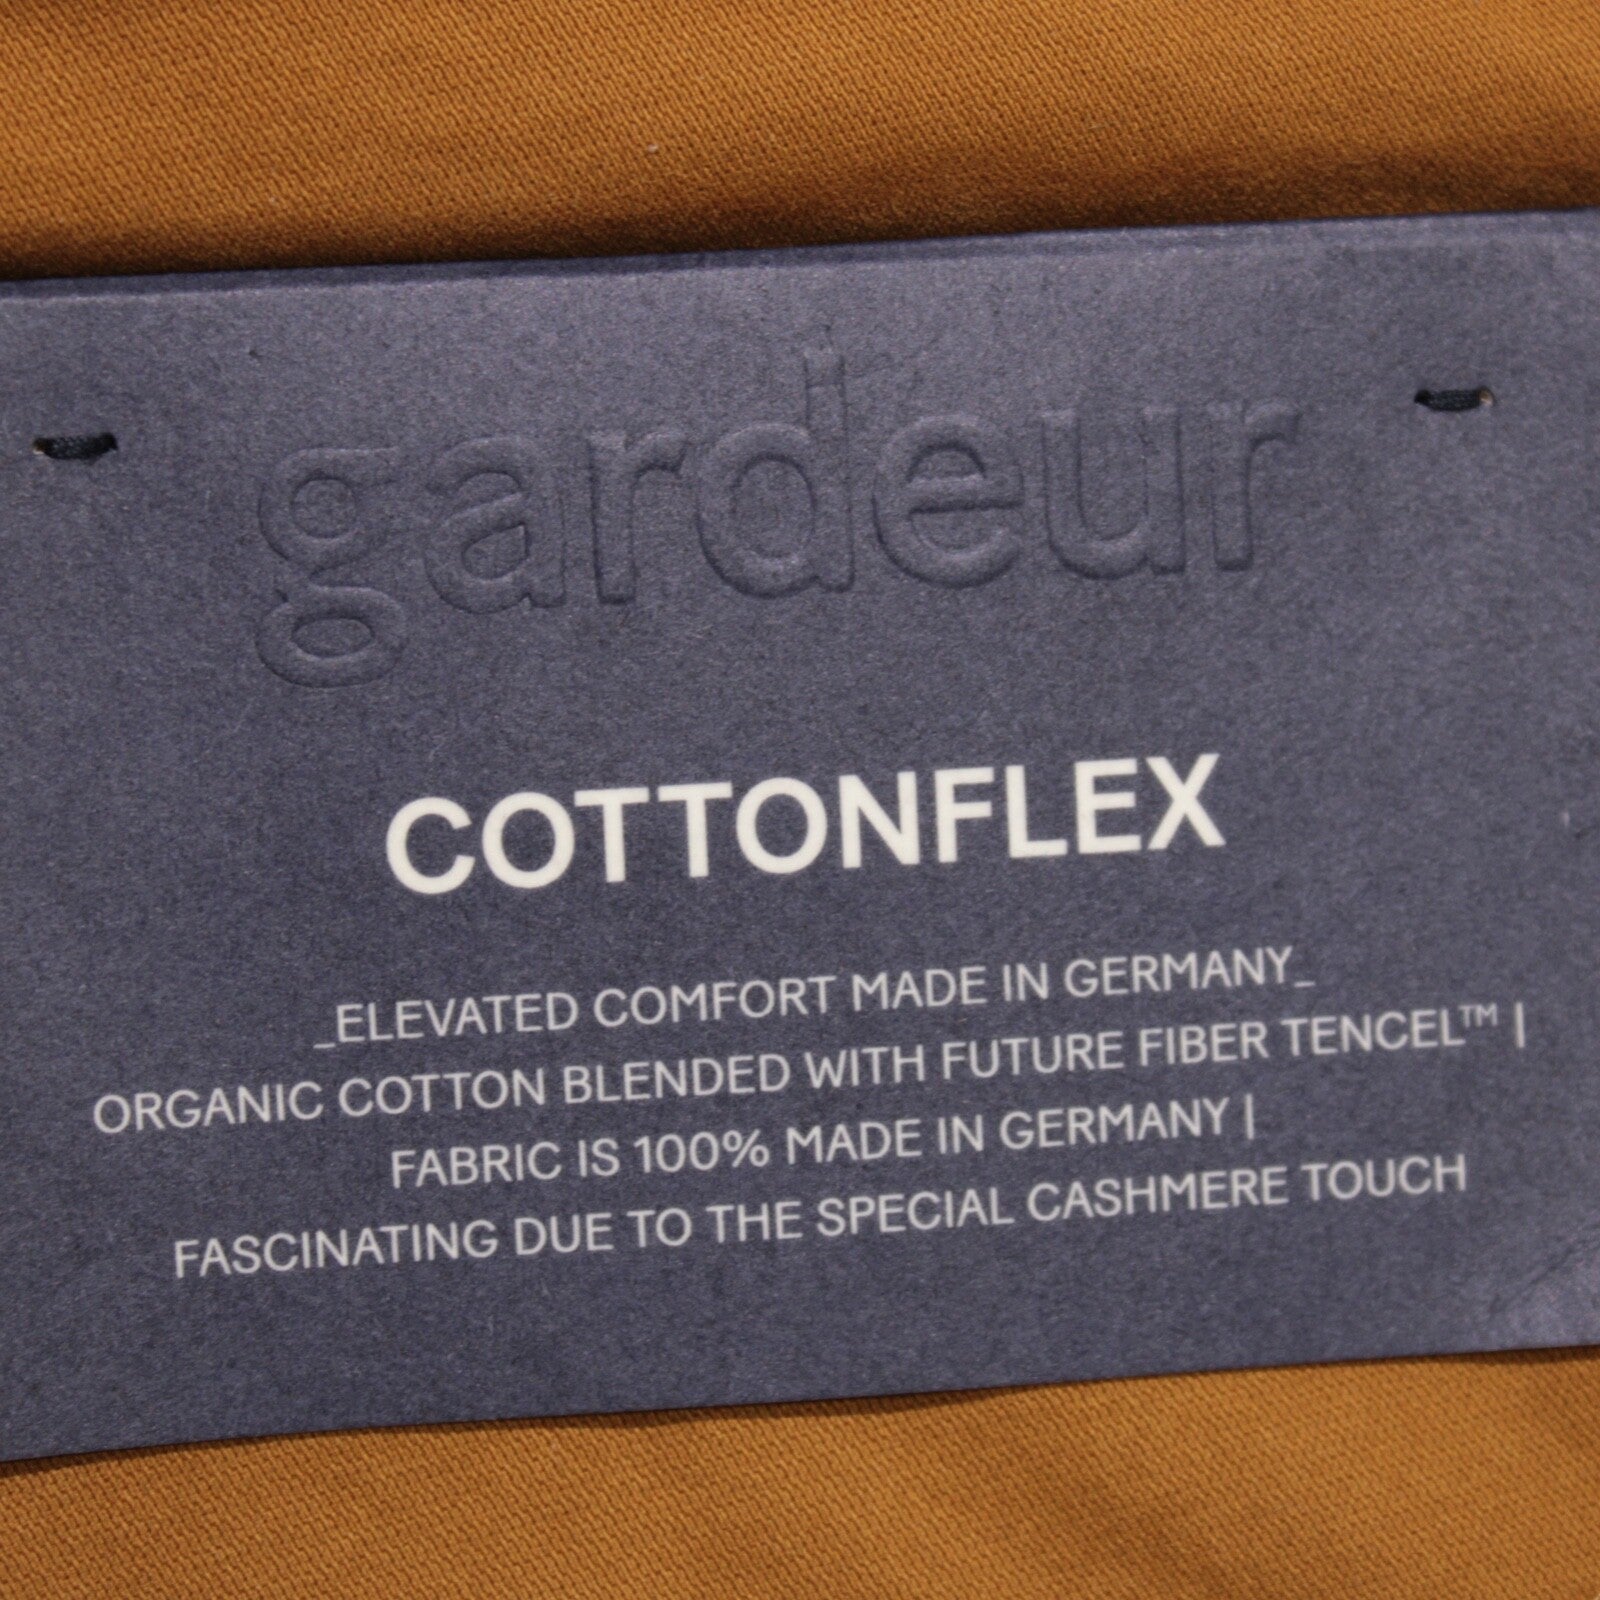 gardeur
COTTONFLEX
_ELEVATED COMFORT MADE IN GERMANY_
ORGANIC COTTON BLENDED WITH FUTURE FIBER TENCEL™ |
FABRIC IS 100% MADE IN GERMANY |
FASCINATING DUE TO THE SPECIAL CASHMERE TOUCH